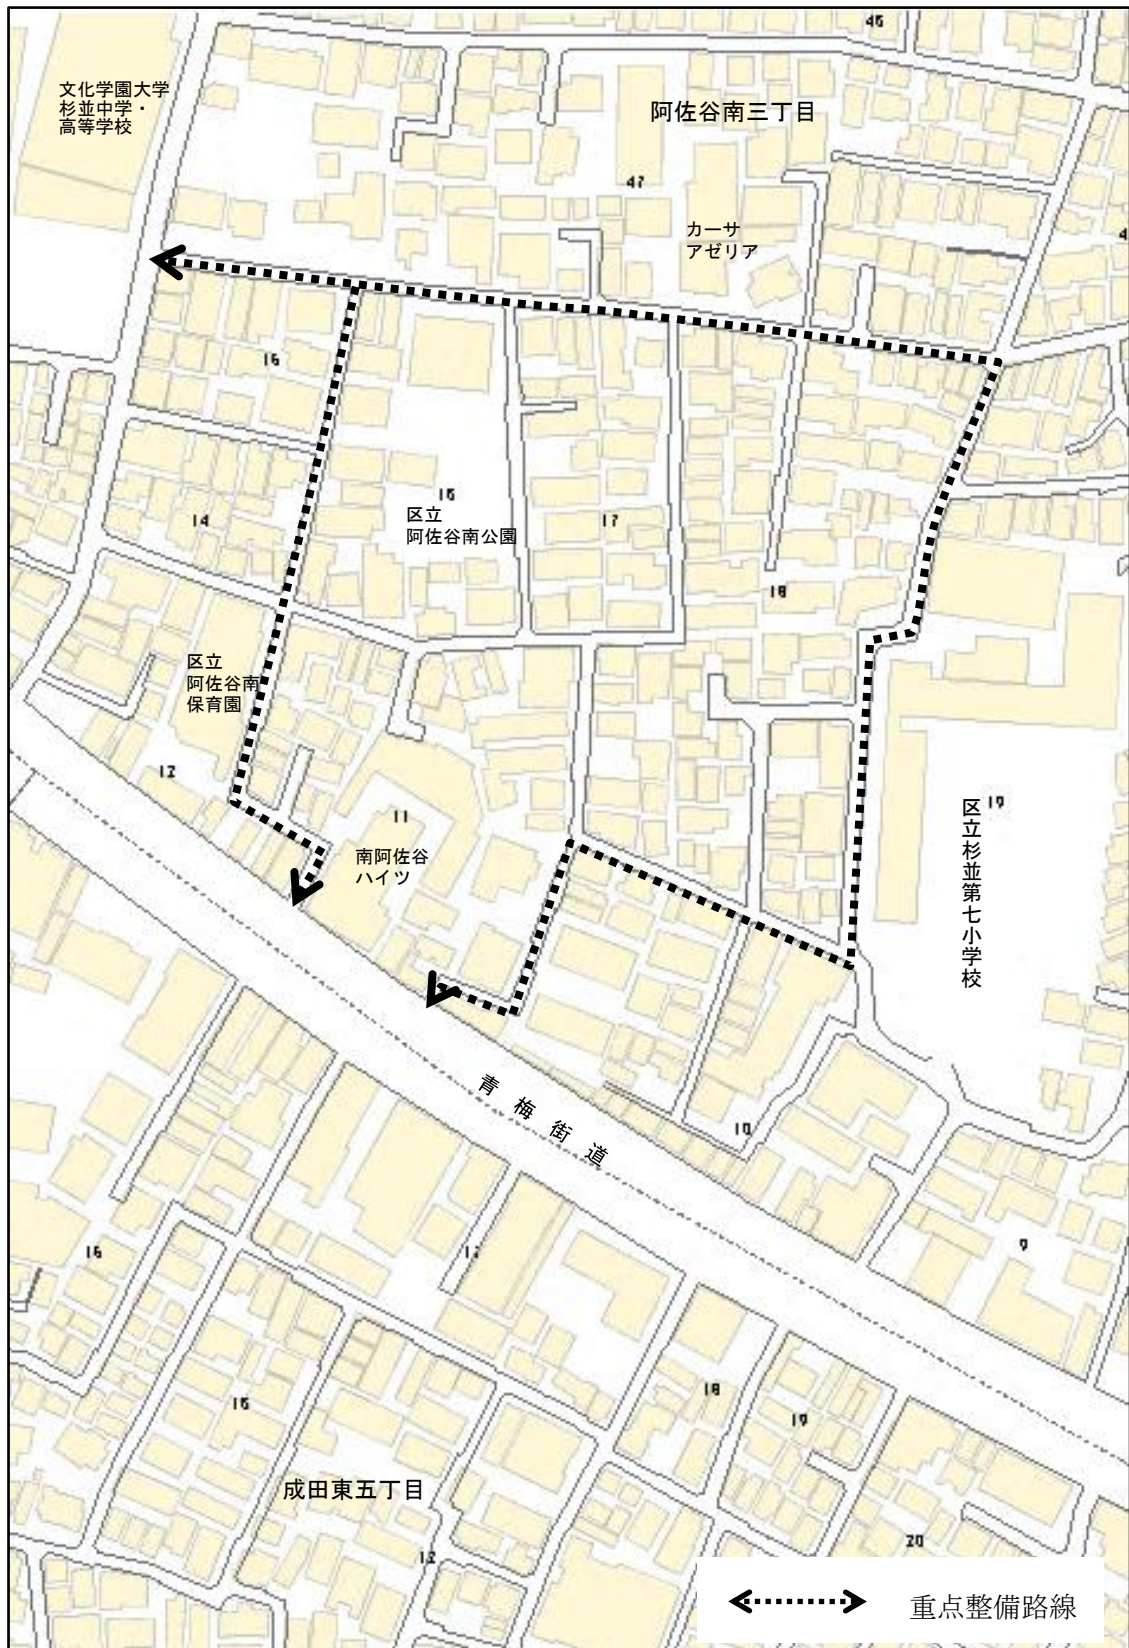 46
文化学園大学
杉並中学・
高等学校
阿佐谷南三丁目
47
カーサ
アゼリア
4
16
16
区立
阿佐谷南公園
14
17
18
区立
阿佐谷南
保育園
12
11
南阿佐谷
ハイツ
区立杉並第七小学校
19
青梅街道
10
9
16
17
18
15
19
成田東五丁目
12
20
重点整備路線